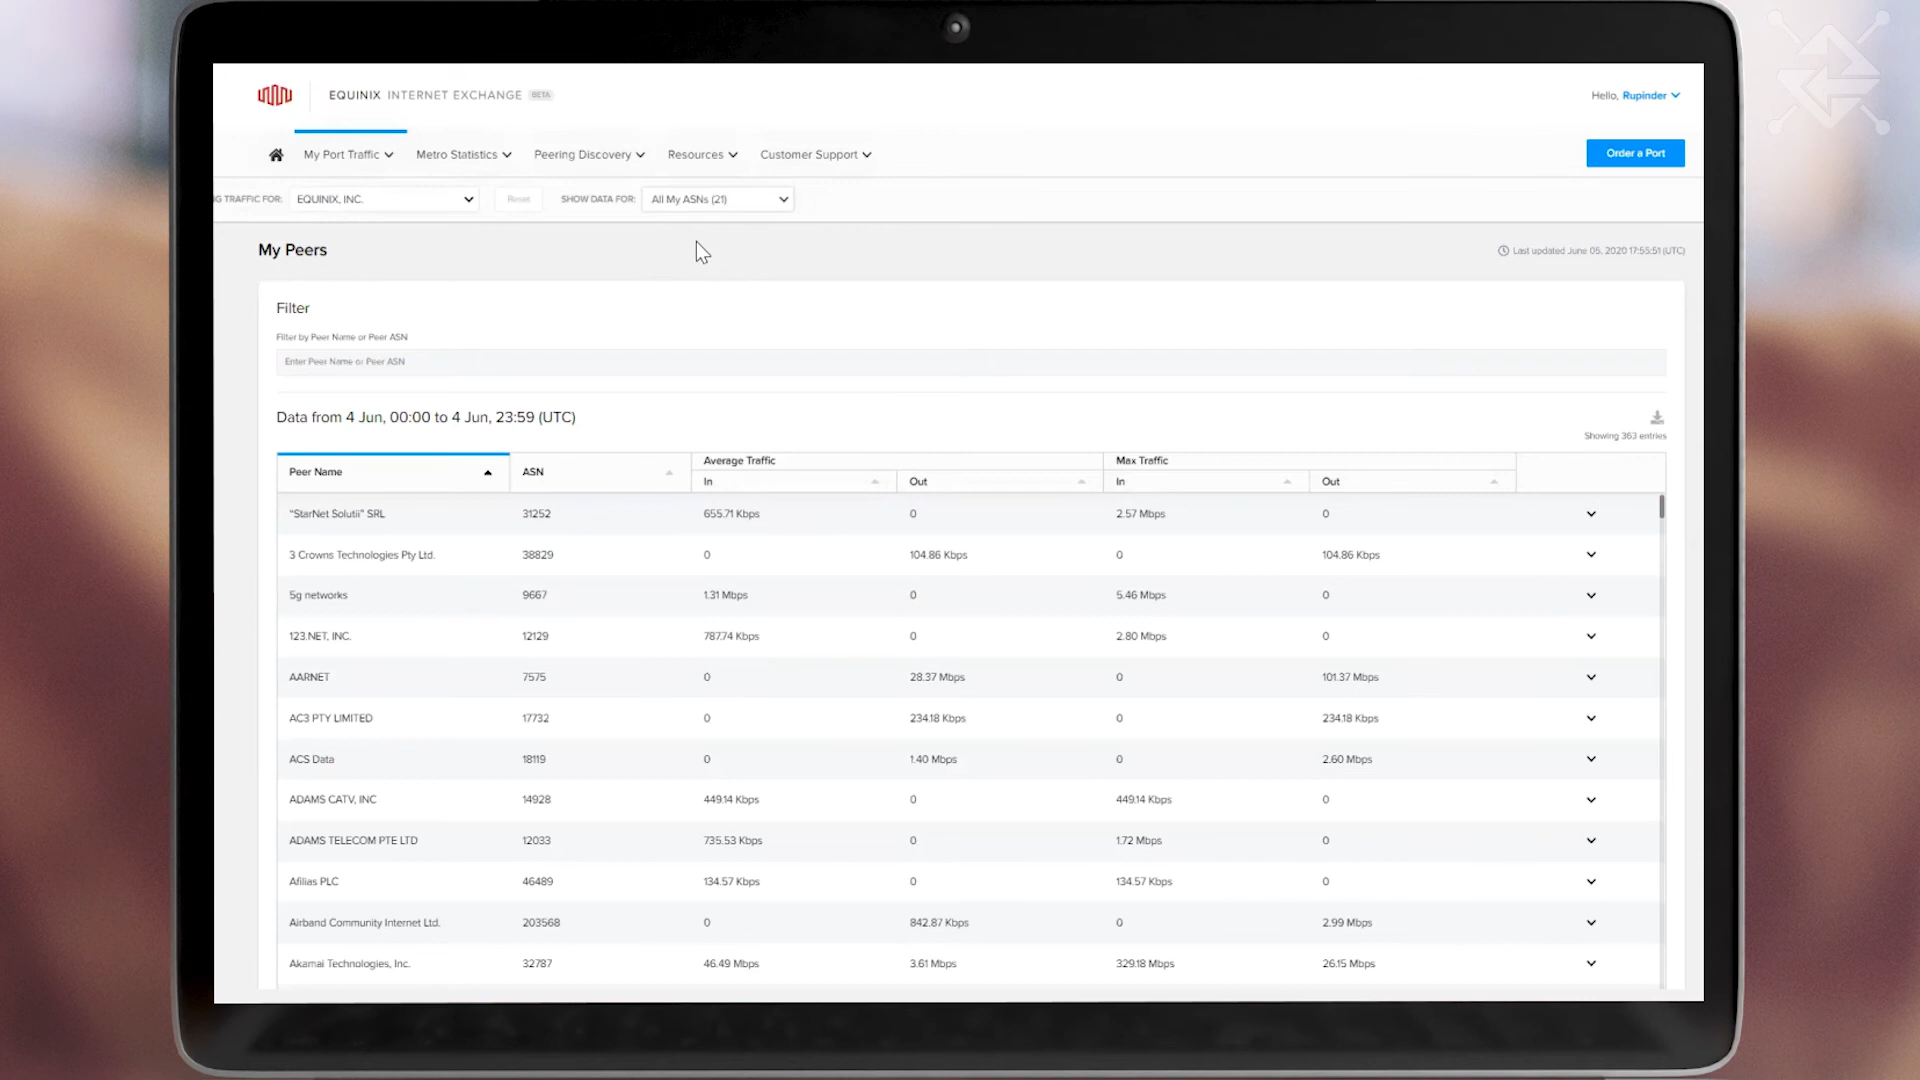 EQUINIX INTERNET EXCHANGE BETA
Hello, Rupinder
My Port Traffic Metro Statistics Peering Discovery Resources Customer Support Order a Port
G TRAFFIC FOR: EQUINIX, INC. Reset SHOW DATA FOR: All My ASNs (21)
My Peers Last updated June 05, 2020 17:55:51 (UTC)
Filter
Filter by Peer Name or Peer ASN
Enter Peer Name or Peer ASN
Data from 4 Jun, 00:00 to 4 Jun, 23:59 (UTC)
Showing 363 entries
Peer Name ASN Average Traffic Max Traffic
In Out In Out
"StarNet Solutii" SRL 31252 655.71 Kbps 0 2.57 Mbps 0
3 Crowns Technologies Pty Ltd. 38829 0 104.86 Kbps 0 104.86 Kbps
5g networks 9667 1.31 Mbps 0 5.46 Mbps 0
123.NET, INC. 12129 787.74 Kbps 0 2.80 Mbps 0
AARNET 7575 0 28.37 Mbps 0 101.37 Mbps
AC3 PTY LIMITED 17732 0 234.18 Kbps 0 234.18 Kbps
ACS Data 18119 0 1.40 Mbps 0 2.60 Mbps
ADAMS CATV, INC 14928 449.14 Kbps 0 449.14 Kbps 0
ADAMS TELECOM PTE LTD 12033 735.53 Kbps 0 1.72 Mbps 0
Afilias PLC 46489 134.57 Kbps 0 134.57 Kbps 0
Airband Community Internet Ltd. 203568 0 842.87 Kbps 0 2.99 Mbps
Akamai Technologies, Inc. 32787 46.49 Mbps 3.61 Mbps 329.18 Mbps 26.15 Mbps